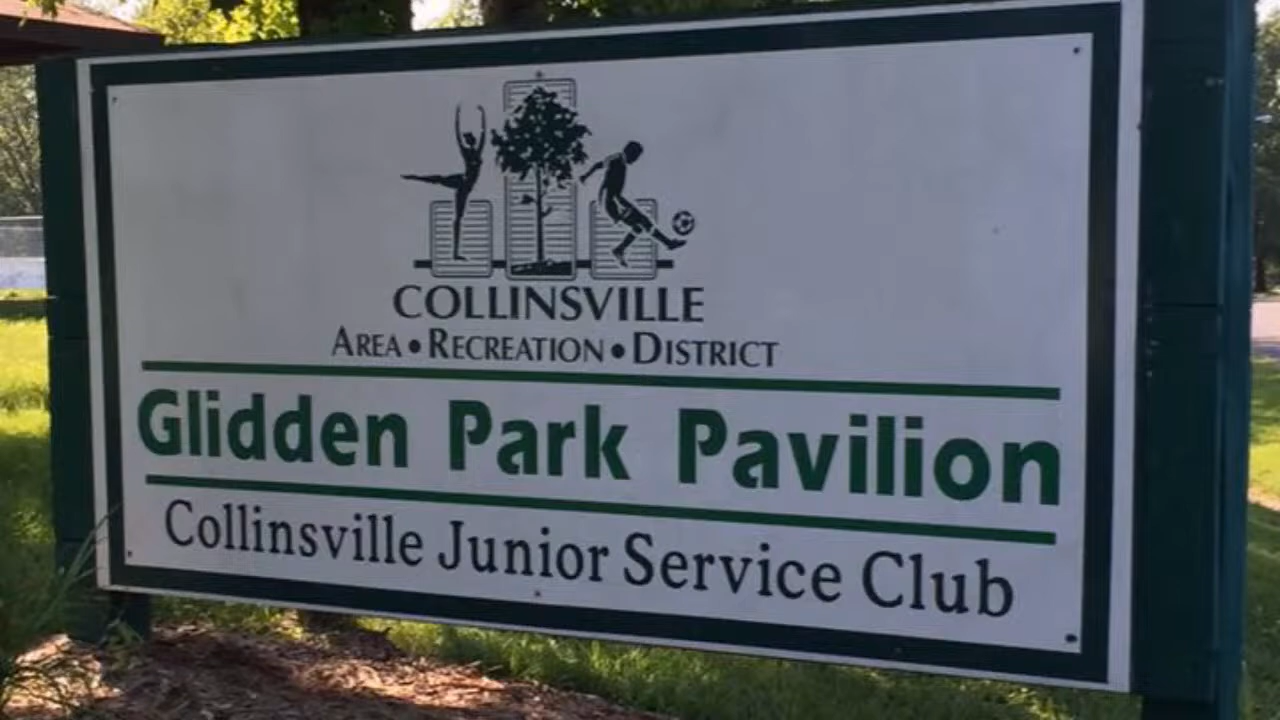 COLLINSVILLE
AREA • RECREATION • DISTRICT
Glidden Park Pavilion
Collinsville Junior Service Club